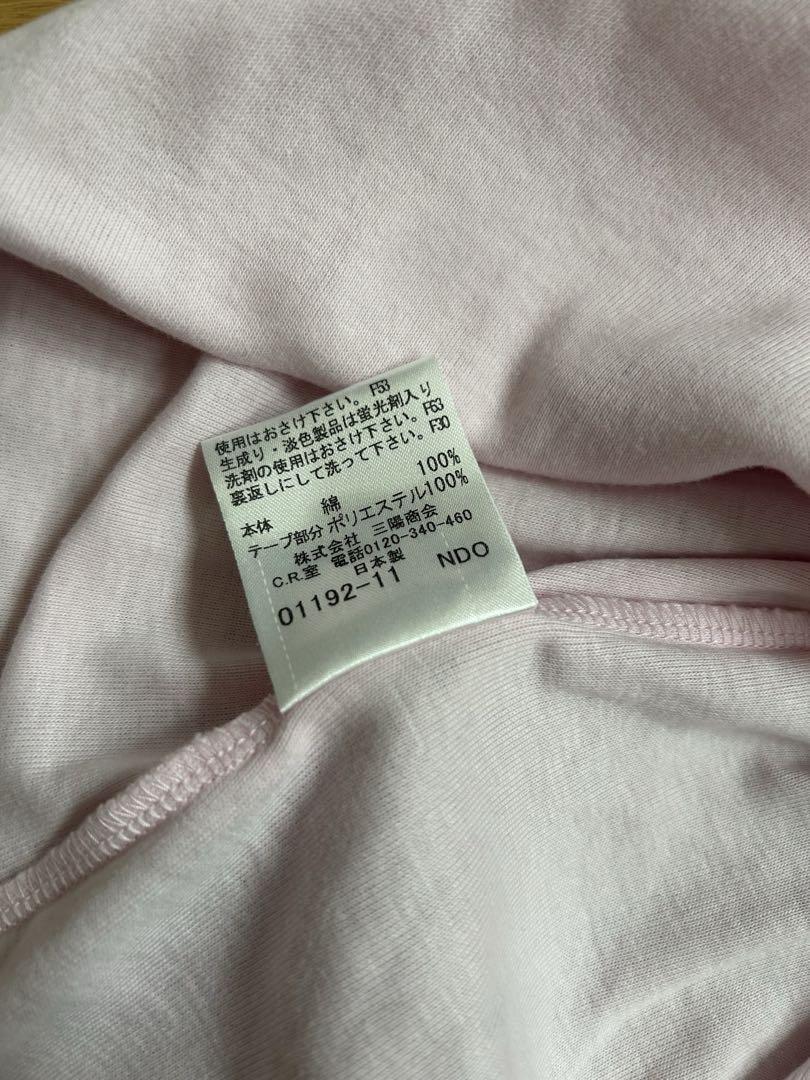 使用はおさけ下さい。 F53
生成り・淡色製品は蛍光剤入り
洗剤の使用はおさけ下さい。F63
裏返しにして洗って下さい。F30
本体 綿 100%
テープ部分 ポリエステル100%
株式会社 三陽商会
C.R.室 電話0120-340-460
日本製
01192-11 NDO